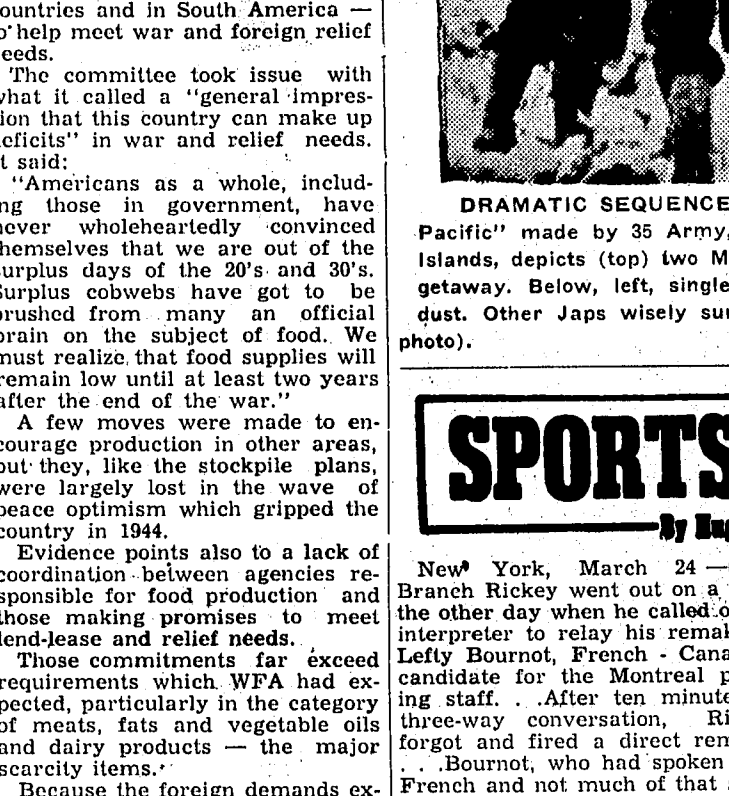 ountries and in South America —
o help meet war and foreign relief
eeds.
The committee took issue with
what it called a "general impres-
ion that this country can make up
eficits" in war and relief needs.
t said:
"Americans as a whole, includ-
ng those in government, have
never wholeheartedly convinced
hemselves that we are out of the
surplus days of the 20's and 30's.
Surplus cobwebs have got to be
brushed from many an official
brain on the subject of food. We
must realize that food supplies will
remain low until at least two years
after the end of the war."
A few moves were made to en-
courage production in other areas,
but they, like the stockpile plans,
were largely lost in the wave of
peace optimism which gripped the
country in 1944.
Evidence points also to a lack of
coordination between agencies re-
sponsible for food production and
those making promises to meet
lend-lease and relief needs.
Those commitments far exceed
requirements which WFA had ex-
pected, particularly in the category
of meats, fats and vegetable oils
and dairy products — the major
scarcity items.
Because the foreign demands ex-
DRAMATIC SEQUENCE
Pacific" made by 35 Army,
Islands, depicts (top) two M
getaway. Below, left, single
dust. Other Japs wisely su
photo).
SPORTS
By Hug
New York, March 24 —
Branch Rickey went out on a
the other day when he called o
interpreter to relay his remar
Lefty Bournot, French - Cana
candidate for the Montreal p
ing staff. . .After ten minute
three-way conversation, Ri
forgot and fired a direct rem
. . .Bournot, who had spoken
French and not much of that